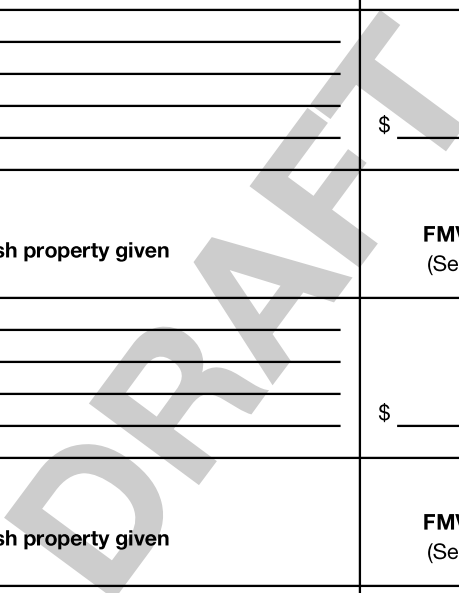 $
sh property given
FMV
(Se
$
sh property given
FMV
(Se
DRAFT